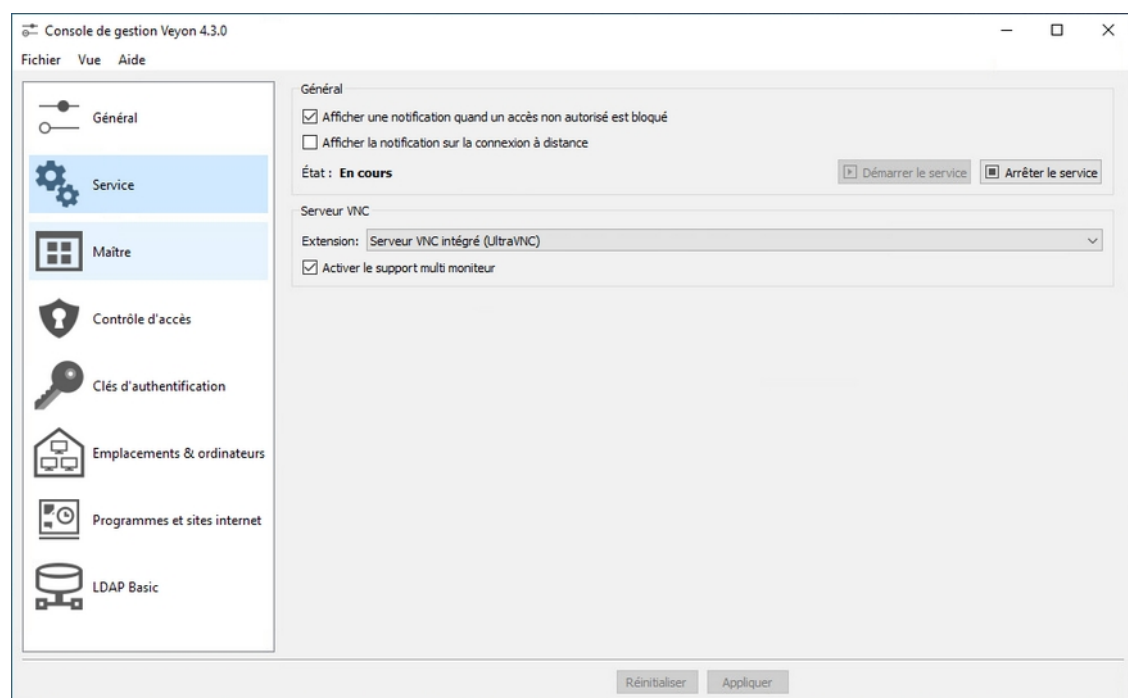 Console de gestion Veyon 4.3.0
Fichier Vue Aide
Général
Service
Maître
Contrôle d'accès
Clés d'authentification
Emplacements & ordinateurs
Programmes et sites internet
LDAP Basic
Général
Afficher une notification quand un accès non autorisé est bloqué
Afficher la notification sur la connexion à distance
État : En cours
Démarrer le service
Arrêter le service
Serveur VNC
Extension: Serveur VNC intégré (UltraVNC)
Activer le support multi moniteur
Réinitialiser
Appliquer